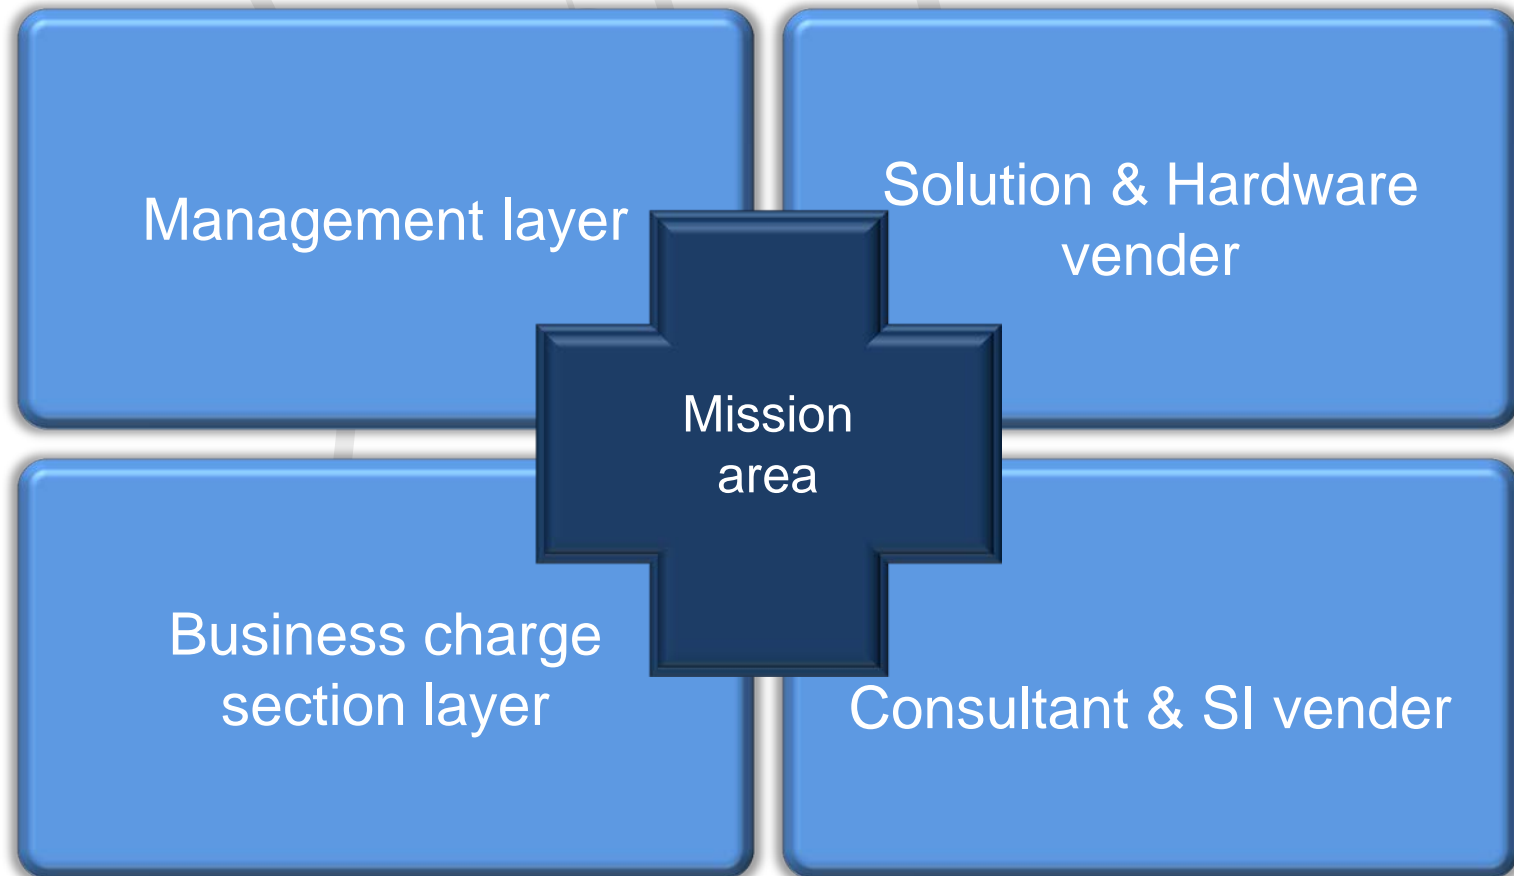 Management layer
Solution & Hardware
vender
Mission
area
Business charge
section layer
Consultant & SI vender